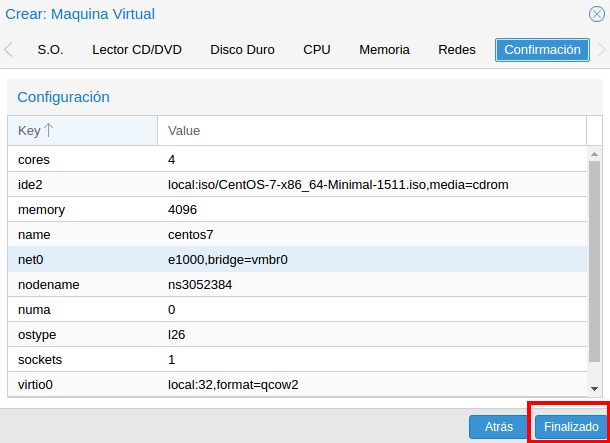 Crear: Maquina Virtual
S.O. Lector CD/DVD Disco Duro CPU Memoria Redes Confirmación
Configuración
Key Value
cores 4
ide2 local:iso/CentOS-7-x86_64-Minimal-1511.iso,media=cdrom
memory 4096
name centos7
net0 e1000,bridge=vmbr0
nodename ns3052384
numa 0
ostype l26
sockets 1
virtio0 local:32,format=qcow2
Atrás Finalizado